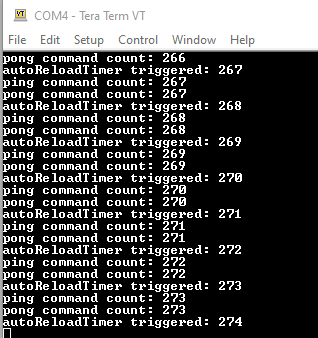 VT
COM4 - Tera Term VT
File Edit Setup Control Window Help
pong command count: 266
autoReloadTimer triggered: 267
ping command count: 267
pong command count: 267
autoReloadTimer triggered: 268
ping command count: 268
pong command count: 268
autoReloadTimer triggered: 269
ping command count: 269
pong command count: 269
autoReloadTimer triggered: 270
ping command count: 270
pong command count: 270
autoReloadTimer triggered: 271
ping command count: 271
pong command count: 271
autoReloadTimer triggered: 272
ping command count: 272
pong command count: 272
autoReloadTimer triggered: 273
ping command count: 273
pong command count: 273
autoReloadTimer triggered: 274